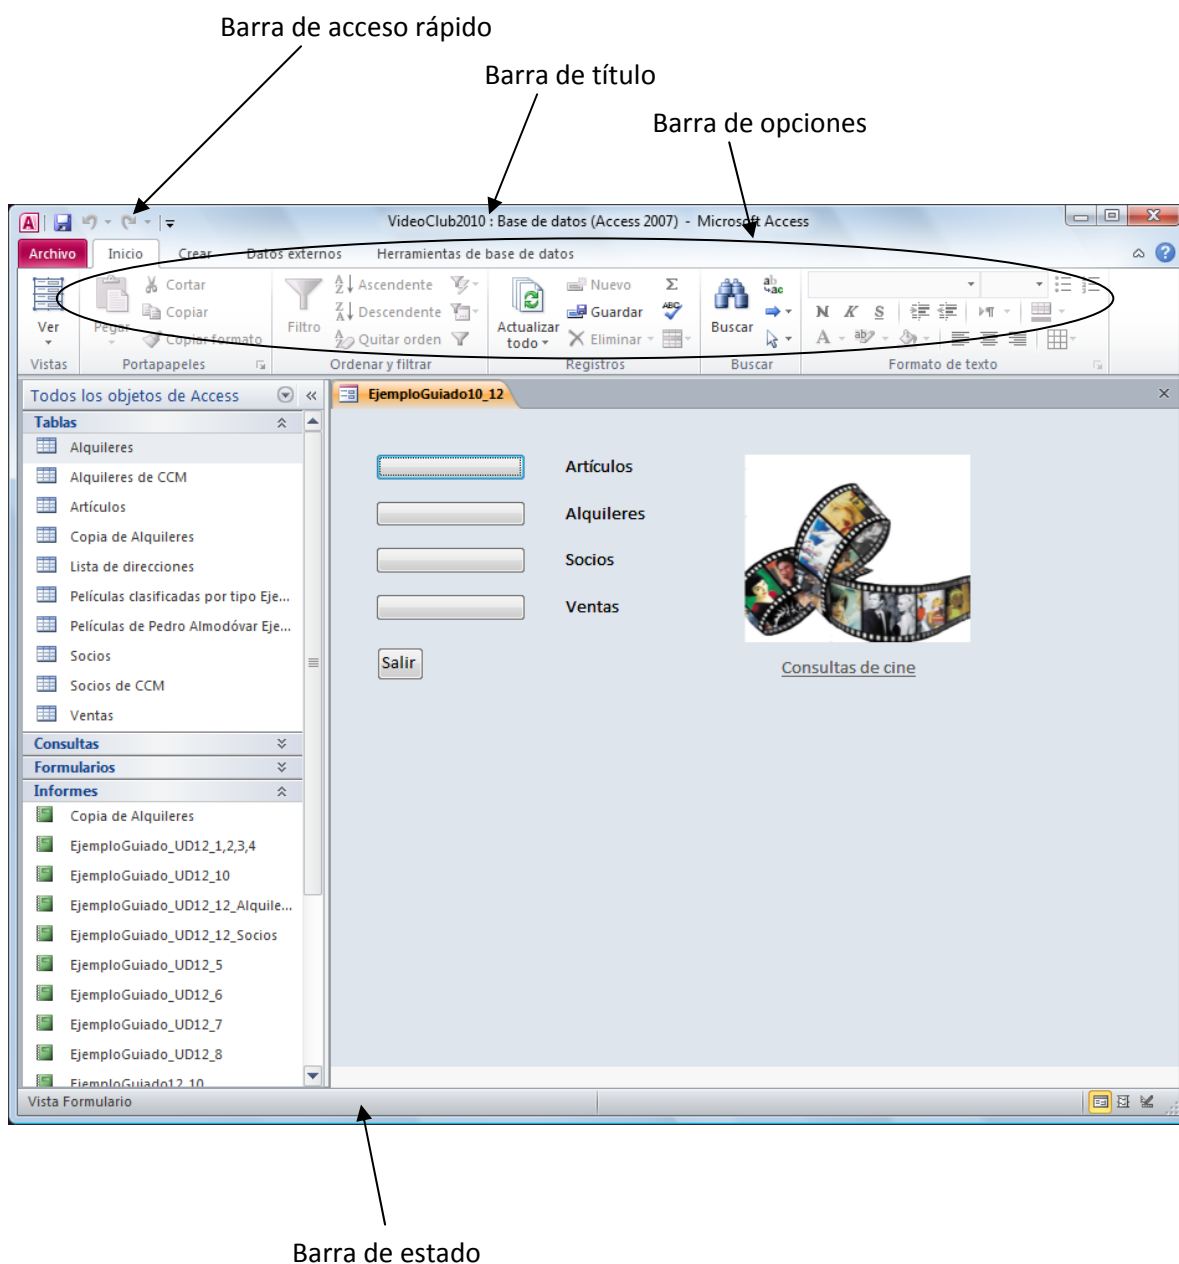 Barra de acceso rápido
Barra de título
Barra de opciones
VideoClub2010 : Base de datos (Access 2007) - Microsoft Access
Archivo Inicio Crear Datos externos Herramientas de base de datos
Cortar Ascendente Nuevo
Copiar Descendente Guardar N K S
Ver Pegar Copiar formato Filtro Quitar orden Actualizar todo Eliminar Buscar A
Vistas Portapapeles Ordenar y filtrar Registros Buscar Formato de texto
Todos los objetos de Access
Tablas
Alquileres
Alquileres de CCM
Artículos
Copia de Alquileres
Lista de direcciones
Películas clasificadas por tipo Eje...
Películas de Pedro Almodóvar Eje...
Socios
Socios de CCM
Ventas
Consultas
Formularios
Informes
Copia de Alquileres
EjemploGuiado_UD12_1,2,3,4
EjemploGuiado_UD12_10
EjemploGuiado_UD12_12_Alquile...
EjemploGuiado_UD12_12_Socios
EjemploGuiado_UD12_5
EjemploGuiado_UD12_6
EjemploGuiado_UD12_7
EjemploGuiado_UD12_8
EjemploGuiado12_10
EjemploGuiado10_12
Artículos
Alquileres
Socios
Ventas
Salir
Consultas de cine
Vista Formulario
Barra de estado